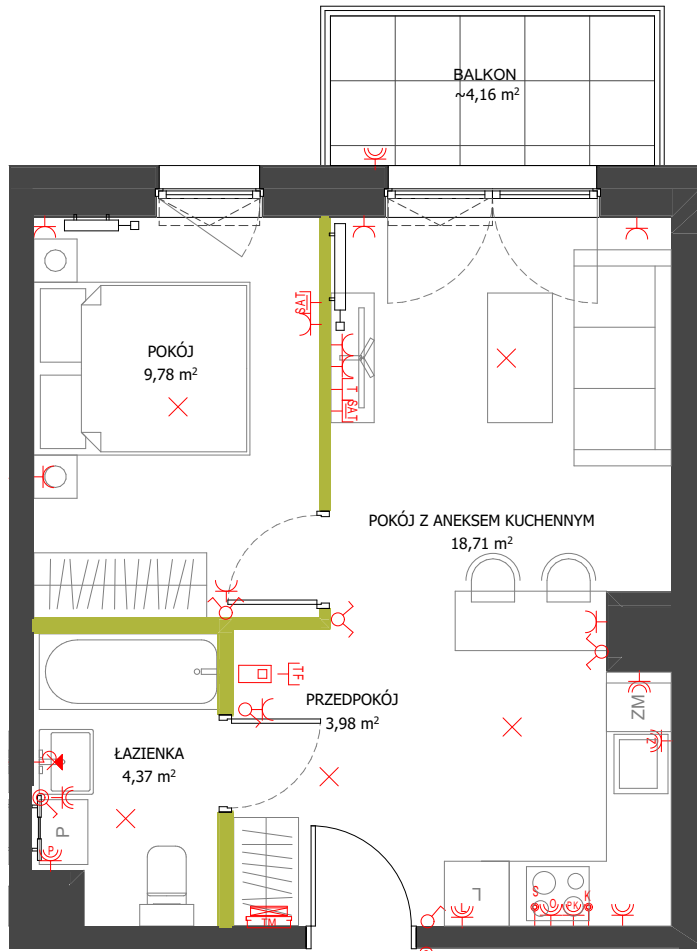 BALKON
~4,16 m²
SAT
POKÓJ
9,78 m²
T SAT
POKÓJ Z ANEKSEM KUCHENNYM
18,71 m²
TF
PRZEDPOKÓJ
3,98 m²
ZM
Z
ŁAZIENKA
4,37 m²
P
P
L
L
S
O
PK
K
TM